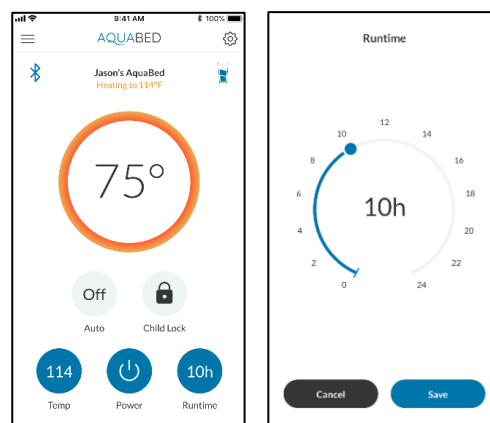 9:41 AM
100%
AQUABED
Jason's AquaBed
Heating to 114°F
75°
Off
Auto
Child Lock
114
10h
Temp
Power
Runtime
Runtime
12
10
14
8
16
6
18
10h
4
20
2
22
0
24
Cancel
Save